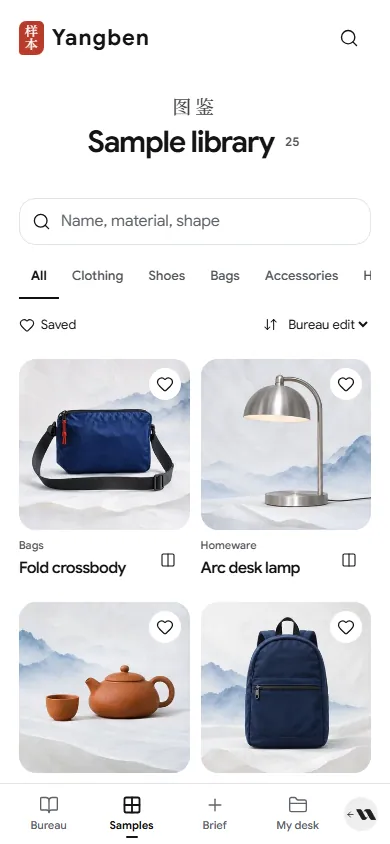 样本
Yangben
图鉴
Sample library 25
Name, material, shape
All Clothing Shoes Bags Accessories H
Saved
Bureau edit
Bags
Fold crossbody
Homeware
Arc desk lamp
Bureau Samples Brief My desk